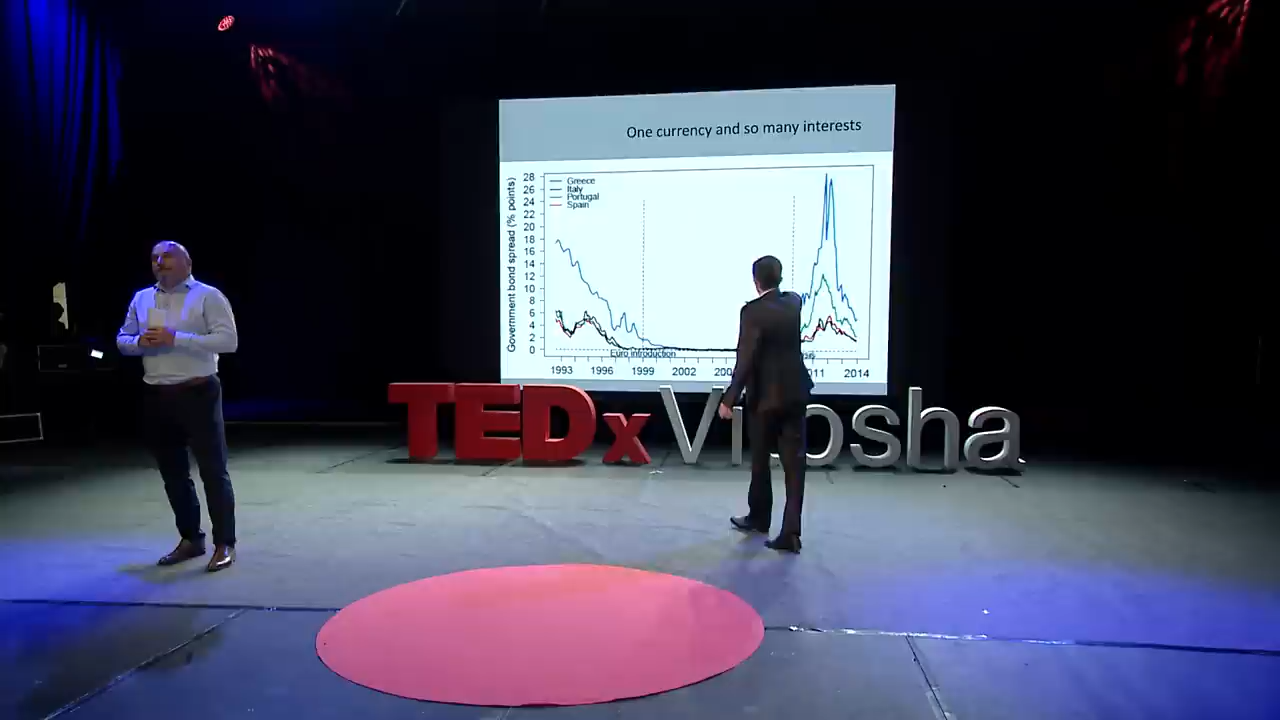 One currency and so many interests
Government bond spread (% points)
28
26
24
22
20
18
16
14
12
10
8
6
4
2
0
Greece
Italy
Portugal
Spain
Euro introduction
1993 1996 1999 2002 2014
TEDx